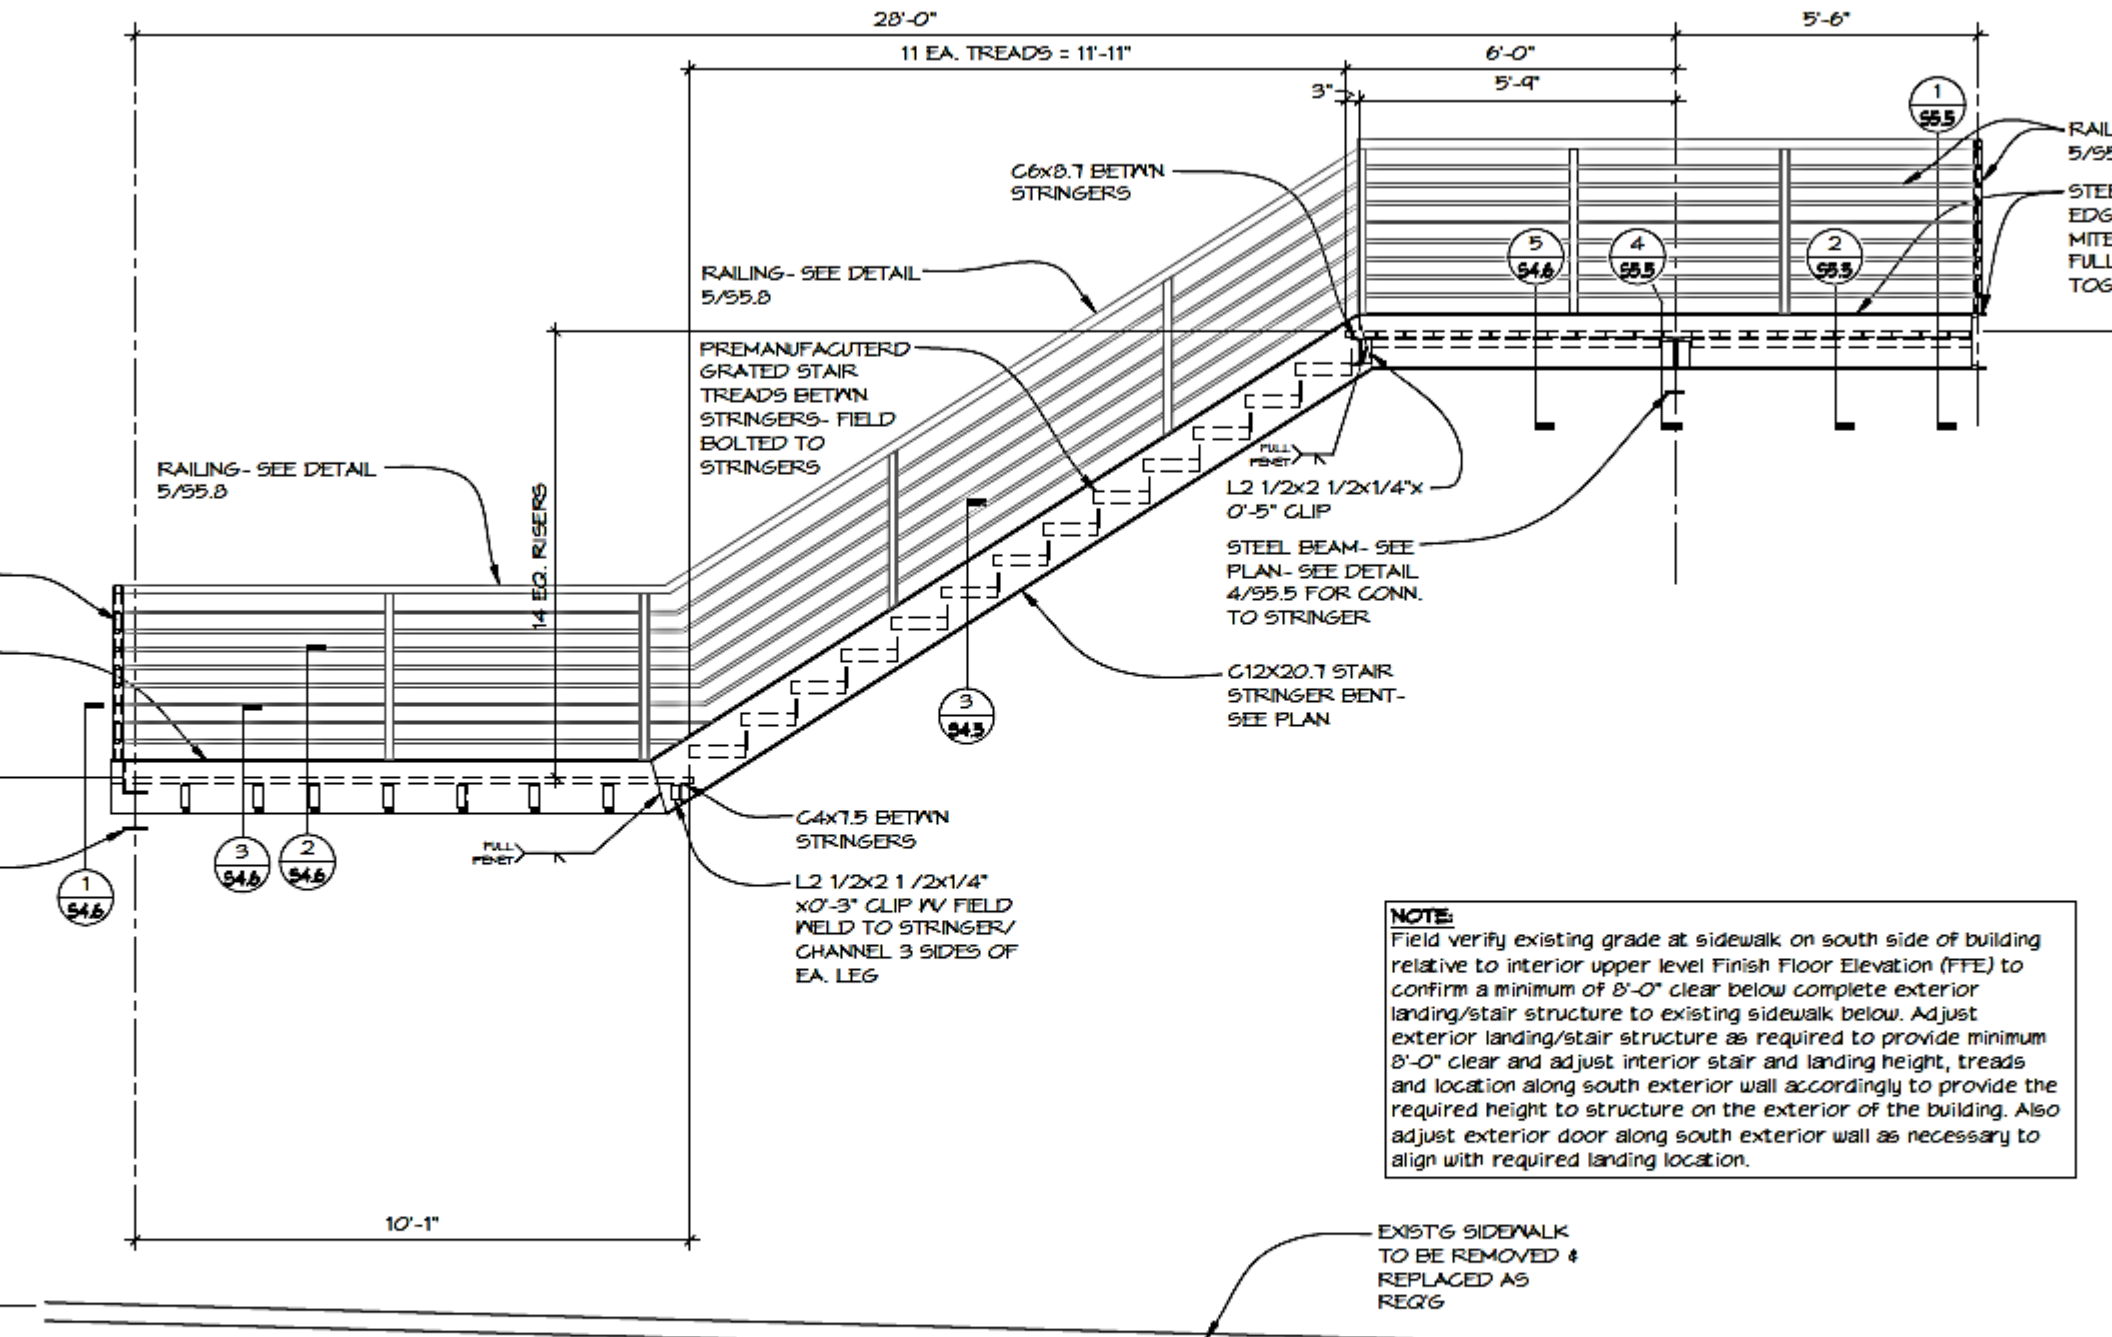 28'-0"
5'-6"
11 EA. TREADS = 11'-11"
6'-0"
3"
5'-9"
1
S5.5
RAIL
5/S5
C6x8.7 BETW'N
STRINGERS
STEE
EDG
MITE
FULL
TOG
5
S4.6
4
S5.5
2
S5.5
RAILING- SEE DETAIL
5/S5.8
PREMANUFACUTERD
GRATED STAIR
TREADS BETW'N
STRINGERS- FIELD
BOLTED TO
STRINGERS
RAILING- SEE DETAIL
5/S5.8
14 EQ. RISERS
FULL
PENET
L2 1/2x2 1/2x1/4"x
0'-5" CLIP
STEEL BEAM- SEE
PLAN- SEE DETAIL
4/S5.5 FOR CONN.
TO STRINGER
C12X20.7 STAIR
STRINGER BENT-
SEE PLAN
3
S4.5
C4x7.5 BETW'N
STRINGERS
FULL
PENET
3
S4.6
2
S4.6
1
S4.6
L2 1/2x2 1 /2x1/4"
x0'-3" CLIP W/ FIELD
WELD TO STRINGER/
CHANNEL 3 SIDES OF
EA. LEG
NOTE:
Field verify existing grade at sidewalk on south side of building
relative to interior upper level Finish Floor Elevation (FFE) to
confirm a minimum of 8'-0" clear below complete exterior
landing/stair structure to existing sidewalk below. Adjust
exterior landing/stair structure as required to provide minimum
8'-0" clear and adjust interior stair and landing height, treads
and location along south exterior wall accordingly to provide the
required height to structure on the exterior of the building. Also
adjust exterior door along south exterior wall as necessary to
align with required landing location.
10'-1"
EXIST'G SIDEWALK
TO BE REMOVED &
REPLACED AS
REQ'G